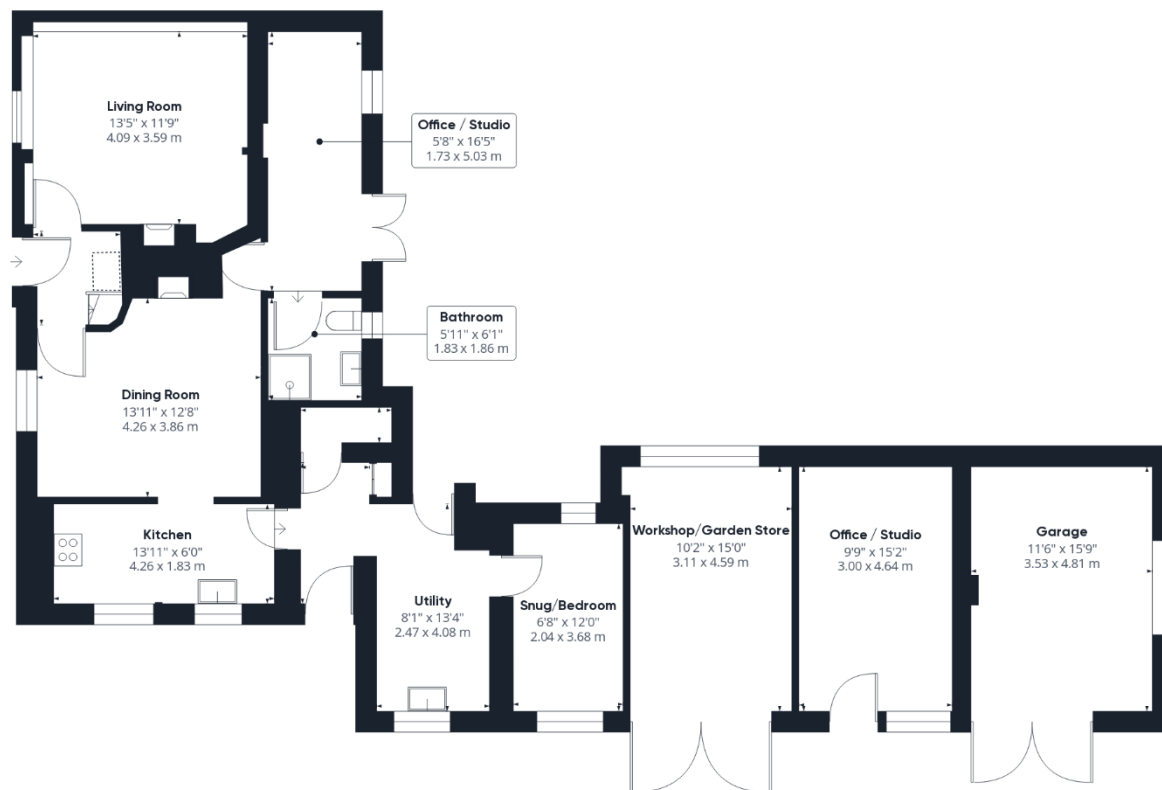 Living Room
13'5" x 11'9"
4.09 x 3.59 m
Office / Studio
5'8" x 16'5"
1.73 x 5.03 m
Bathroom
5'11" x 6'1"
1.83 x 1.86 m
Dining Room
13'11" x 12'8"
4.26 x 3.86 m
Kitchen
13'11" x 6'0"
4.26 x 1.83 m
Utility
8'1" x 13'4"
2.47 x 4.08 m
Snug/Bedroom
6'8" x 12'0"
2.04 x 3.68 m
Workshop/Garden Store
10'2" x 15'0"
3.11 x 4.59 m
Office / Studio
9'9" x 15'2"
3.00 x 4.64 m
Garage
11'6" x 15'9"
3.53 x 4.81 m